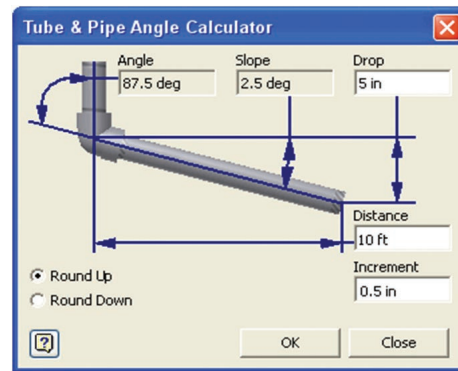 Tube & Pipe Angle Calculator
Angle
Slope
Drop
87.5 deg
2.5 deg
5 in
Distance
10 ft
Increment
0.5 in
Round Up
Round Down
OK
Close